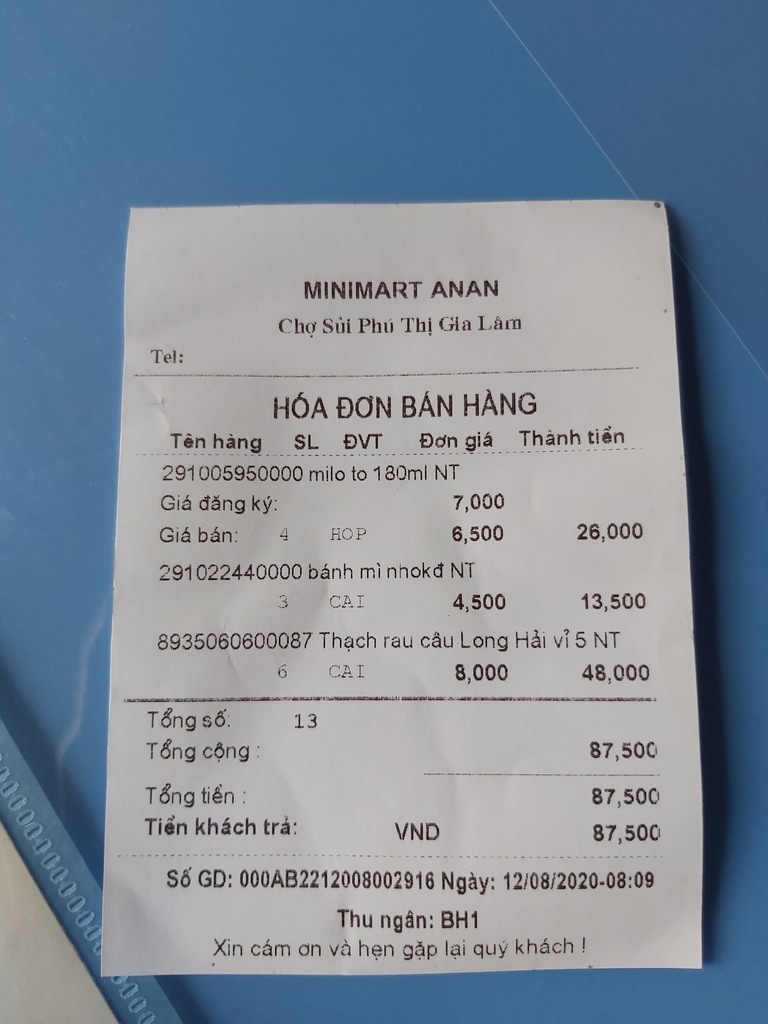 MINIMART ANAN
Chợ Sủi Phú Thị Gia Lâm
Tel:
HÓA ĐƠN BÁN HÀNG
Tên hàng SL ĐVT Đơn giá Thành tiền
291005950000 milo to 180ml NT
Giá đăng ký: 7,000
Giá bán: 4 HOP 6,500 26,000
291022440000 bánh mì nhokđ NT
3 CAI 4,500 13,500
8935060600087 Thạch rau câu Long Hải vỉ 5 NT
6 CAI 8,000 48,000
Tổng số: 13
Tổng cộng : 87,500
Tổng tiền : 87,500
Tiền khách trả: VND 87,500
Số GD: 000AB2212008002916 Ngày: 12/08/2020-08:09
Thu ngân: BH1
Xin cám ơn và hẹn gặp lại quý khách !